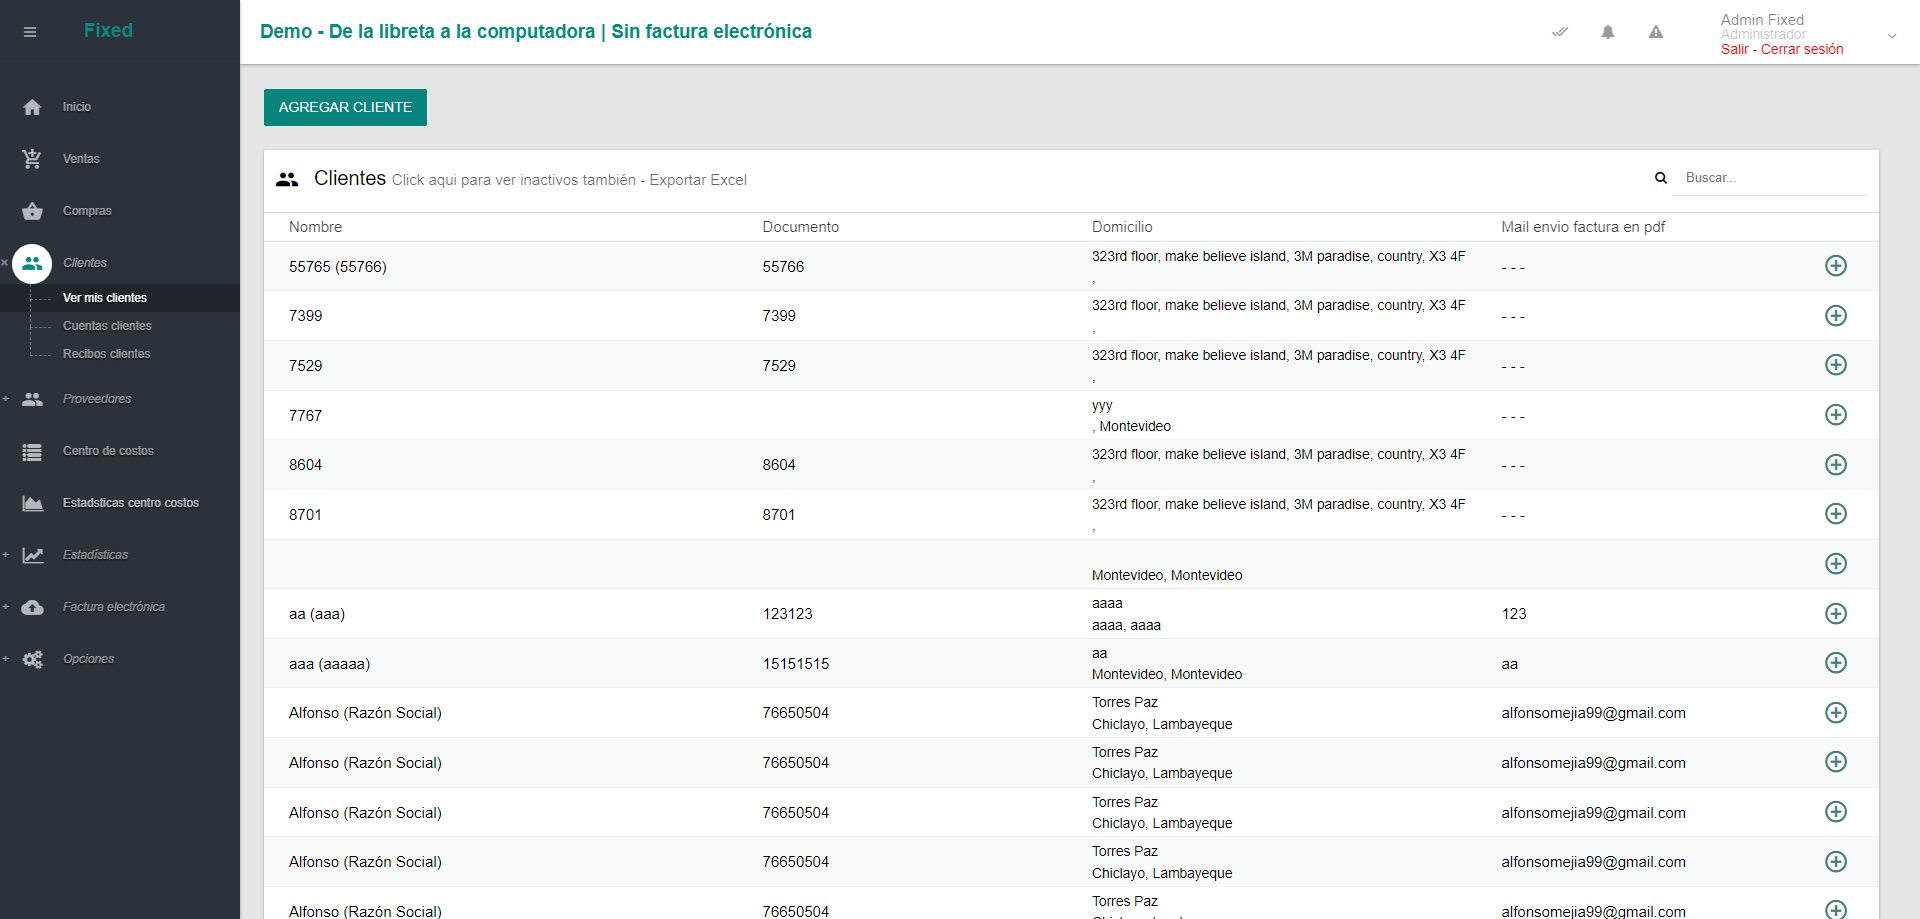 Fixed
Demo - De la libreta a la computadora | Sin factura electrónica
Admin Fixed
Administrador
Salir - Cerrar sesión
Inicio
Ventas
Compras
Clientes
Ver mis clientes
Cuentas clientes
Recibos clientes
Proveedores
Centro de costos
Estadsticas centro costos
Estadísticas
Factura electrónica
Opciones
AGREGAR CLIENTE
Clientes Click aqui para ver inactivos también - Exportar Excel
Buscar...
Nombre Documento Domicilio Mail envio factura en pdf
55765 (55766) 55766 323rd floor, make believe island, 3M paradise, country, X3 4F - - -
,
7399 7399 323rd floor, make believe island, 3M paradise, country, X3 4F - - -
,
7529 7529 323rd floor, make believe island, 3M paradise, country, X3 4F - - -
,
7767 yyy - - -
, Montevideo
8604 8604 323rd floor, make believe island, 3M paradise, country, X3 4F - - -
,
8701 8701 323rd floor, make believe island, 3M paradise, country, X3 4F - - -
,
Montevideo, Montevideo
aa (aaa) 123123 aaaa 123
aaaa, aaaa
aaa (aaaaa) 15151515 aa aa
Montevideo, Montevideo
Alfonso (Razón Social) 76650504 Torres Paz alfonsomejia99@gmail.com
Chiclayo, Lambayeque
Alfonso (Razón Social) 76650504 Torres Paz alfonsomejia99@gmail.com
Chiclayo, Lambayeque
Alfonso (Razón Social) 76650504 Torres Paz alfonsomejia99@gmail.com
Chiclayo, Lambayeque
Alfonso (Razón Social) 76650504 Torres Paz alfonsomejia99@gmail.com
Chiclayo, Lambayeque
Alfonso (Razón Social) 76650504 Torres Paz alfonsomejia99@gmail.com